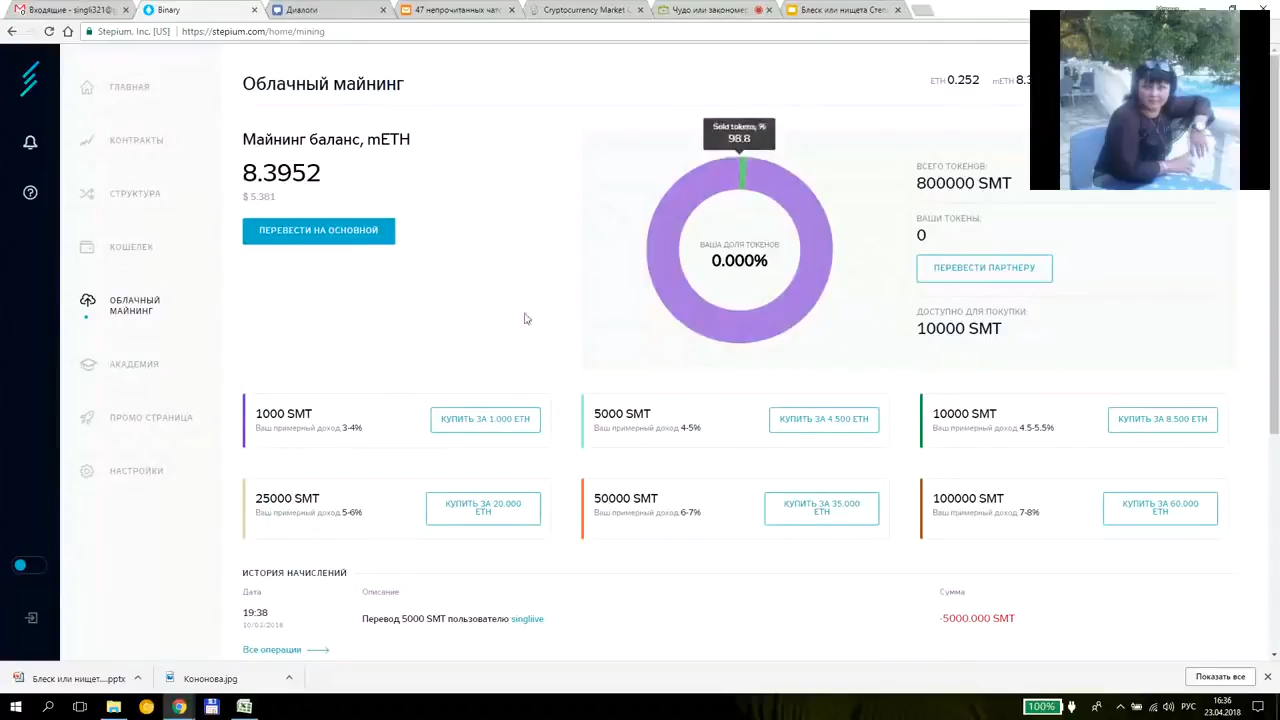 Входящие - singli321@
Binary
Диалоги
47 непрочитанных чато
Cryptocurrency Market C
Чудо или закономе
Блеск или нищета Степ
Stepium. Inc. [US]
https://stepium.com/home/mining
ГЛАВНАЯ
КОНТРАКТЫ
СТРУКТУРА
КОШЕЛЕК
ОБЛАЧНЫЙ
МАЙНИНГ
АКАДЕМИЯ
ПРОМО СТРАНИЦА
НАСТРОЙКИ
Облачный майнинг
ETH 0.252
mETH 8.3
Майнинг баланс, mETH
8.3952
$ 5.381
ПЕРЕВЕСТИ НА ОСНОВНОЙ
Sold tokens, %
98.8
ВАША ДОЛЯ ТОКЕНОВ
0.000%
ВСЕГО ТОКЕНОВ:
800000 SMT
ВАШИ ТОКЕНЫ:
0
ПЕРЕВЕСТИ ПАРТНЕРУ
ДОСТУПНО ДЛЯ ПОКУПКИ:
10000 SMT
1000 SMT
Ваш примерный доход 3-4%
КУПИТЬ ЗА 1.000 ETH
5000 SMT
Ваш примерный доход 4-5%
КУПИТЬ ЗА 4.500 ETH
10000 SMT
Ваш примерный доход 4.5-5.5%
КУПИТЬ ЗА 8.500 ETH
25000 SMT
Ваш примерный доход 5-6%
КУПИТЬ ЗА 20.000
ETH
50000 SMT
Ваш примерный доход 6-7%
КУПИТЬ ЗА 35.000
ETH
100000 SMT
Ваш примерный доход 7-8%
КУПИТЬ ЗА 60.000
ETH
ИСТОРИЯ НАЧИСЛЕНИЙ
Дата
Описание
Сумма
19:38
10/03/2018
Перевод 5000 SMT пользователю singliive
-5000.000 SMT
Все операции
Блеск или нищет....pptx
Кононова.jpg
Показать все
100%
РУС
16:36
23.04.2018